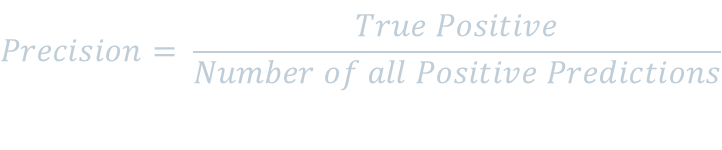 Precision = True Positive / Number of all Positive Predictions